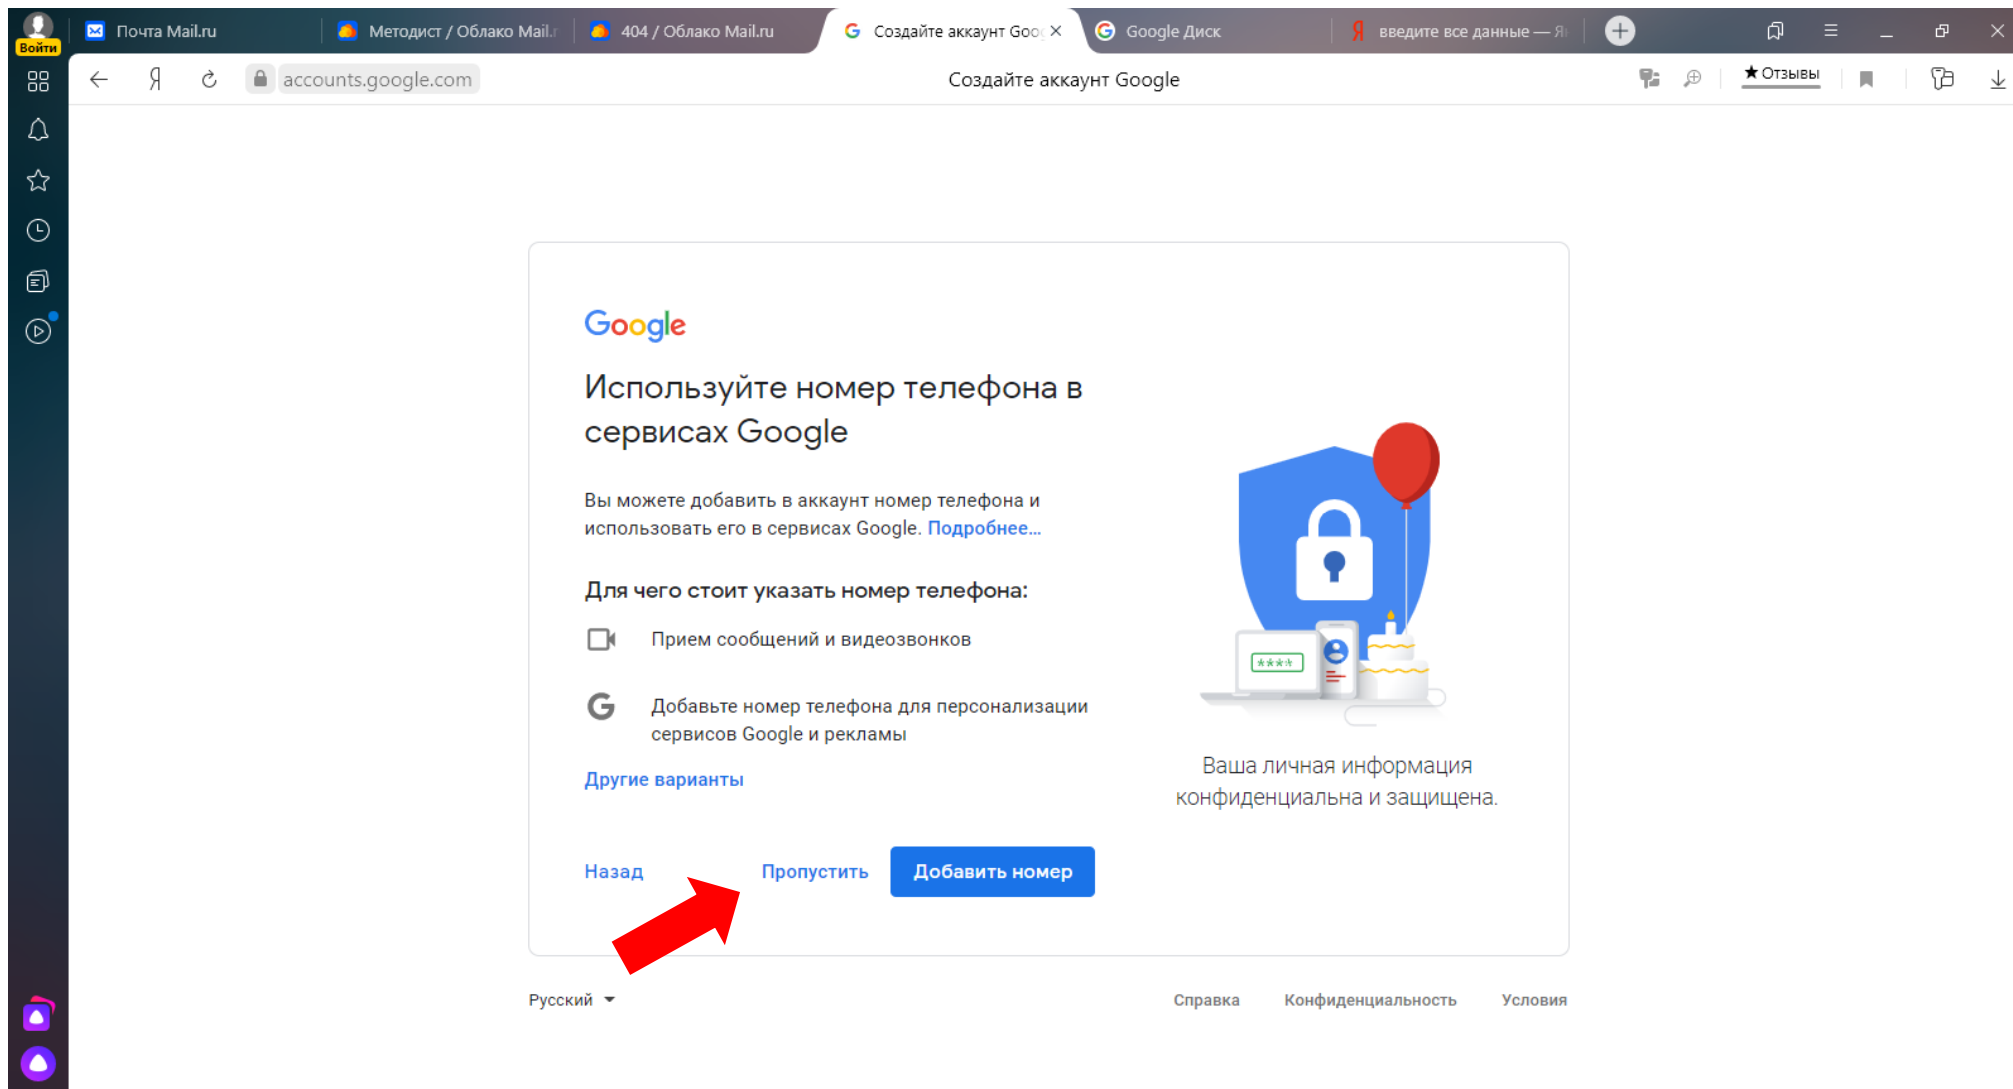 Войти
Почта Mail.ru
Методист / Облако Mail.r
404 / Облако Mail.ru
Создайте аккаунт Goo
Google Диск
введите все данные — Я
accounts.google.com
Создайте аккаунт Google
Отзывы
Google
Используйте номер телефона в
сервисах Google
Вы можете добавить в аккаунт номер телефона и
использовать его в сервисах Google. Подробнее...
Для чего стоит указать номер телефона:
Прием сообщений и видеозвонков
Добавьте номер телефона для персонализации
сервисов Google и рекламы
Другие варианты
Назад
Пропустить
Добавить номер
****
Ваша личная информация
конфиденциальна и защищена.
Русский
Справка
Конфиденциальность
Условия